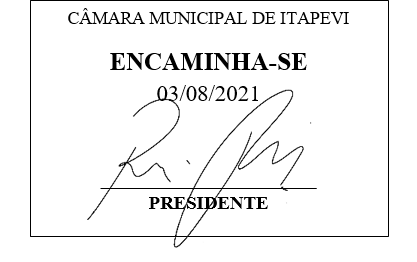 CÂMARA MUNICIPAL DE ITAPEVI
ENCAMINHA-SE
03/08/2021
PRESIDENTE